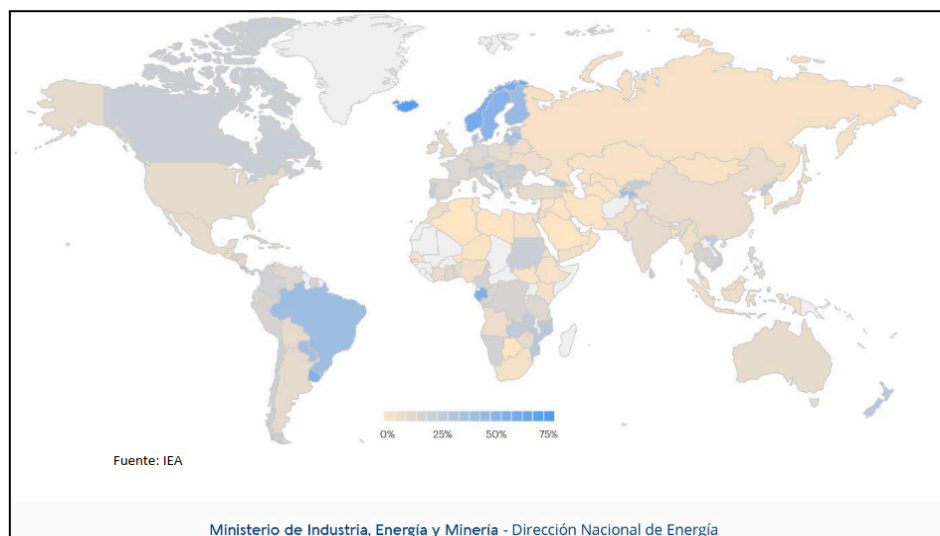 0% 25% 50% 75%
Fuente: IEA
Ministerio de Industria, Energía y Minería - Dirección Nacional de Energía